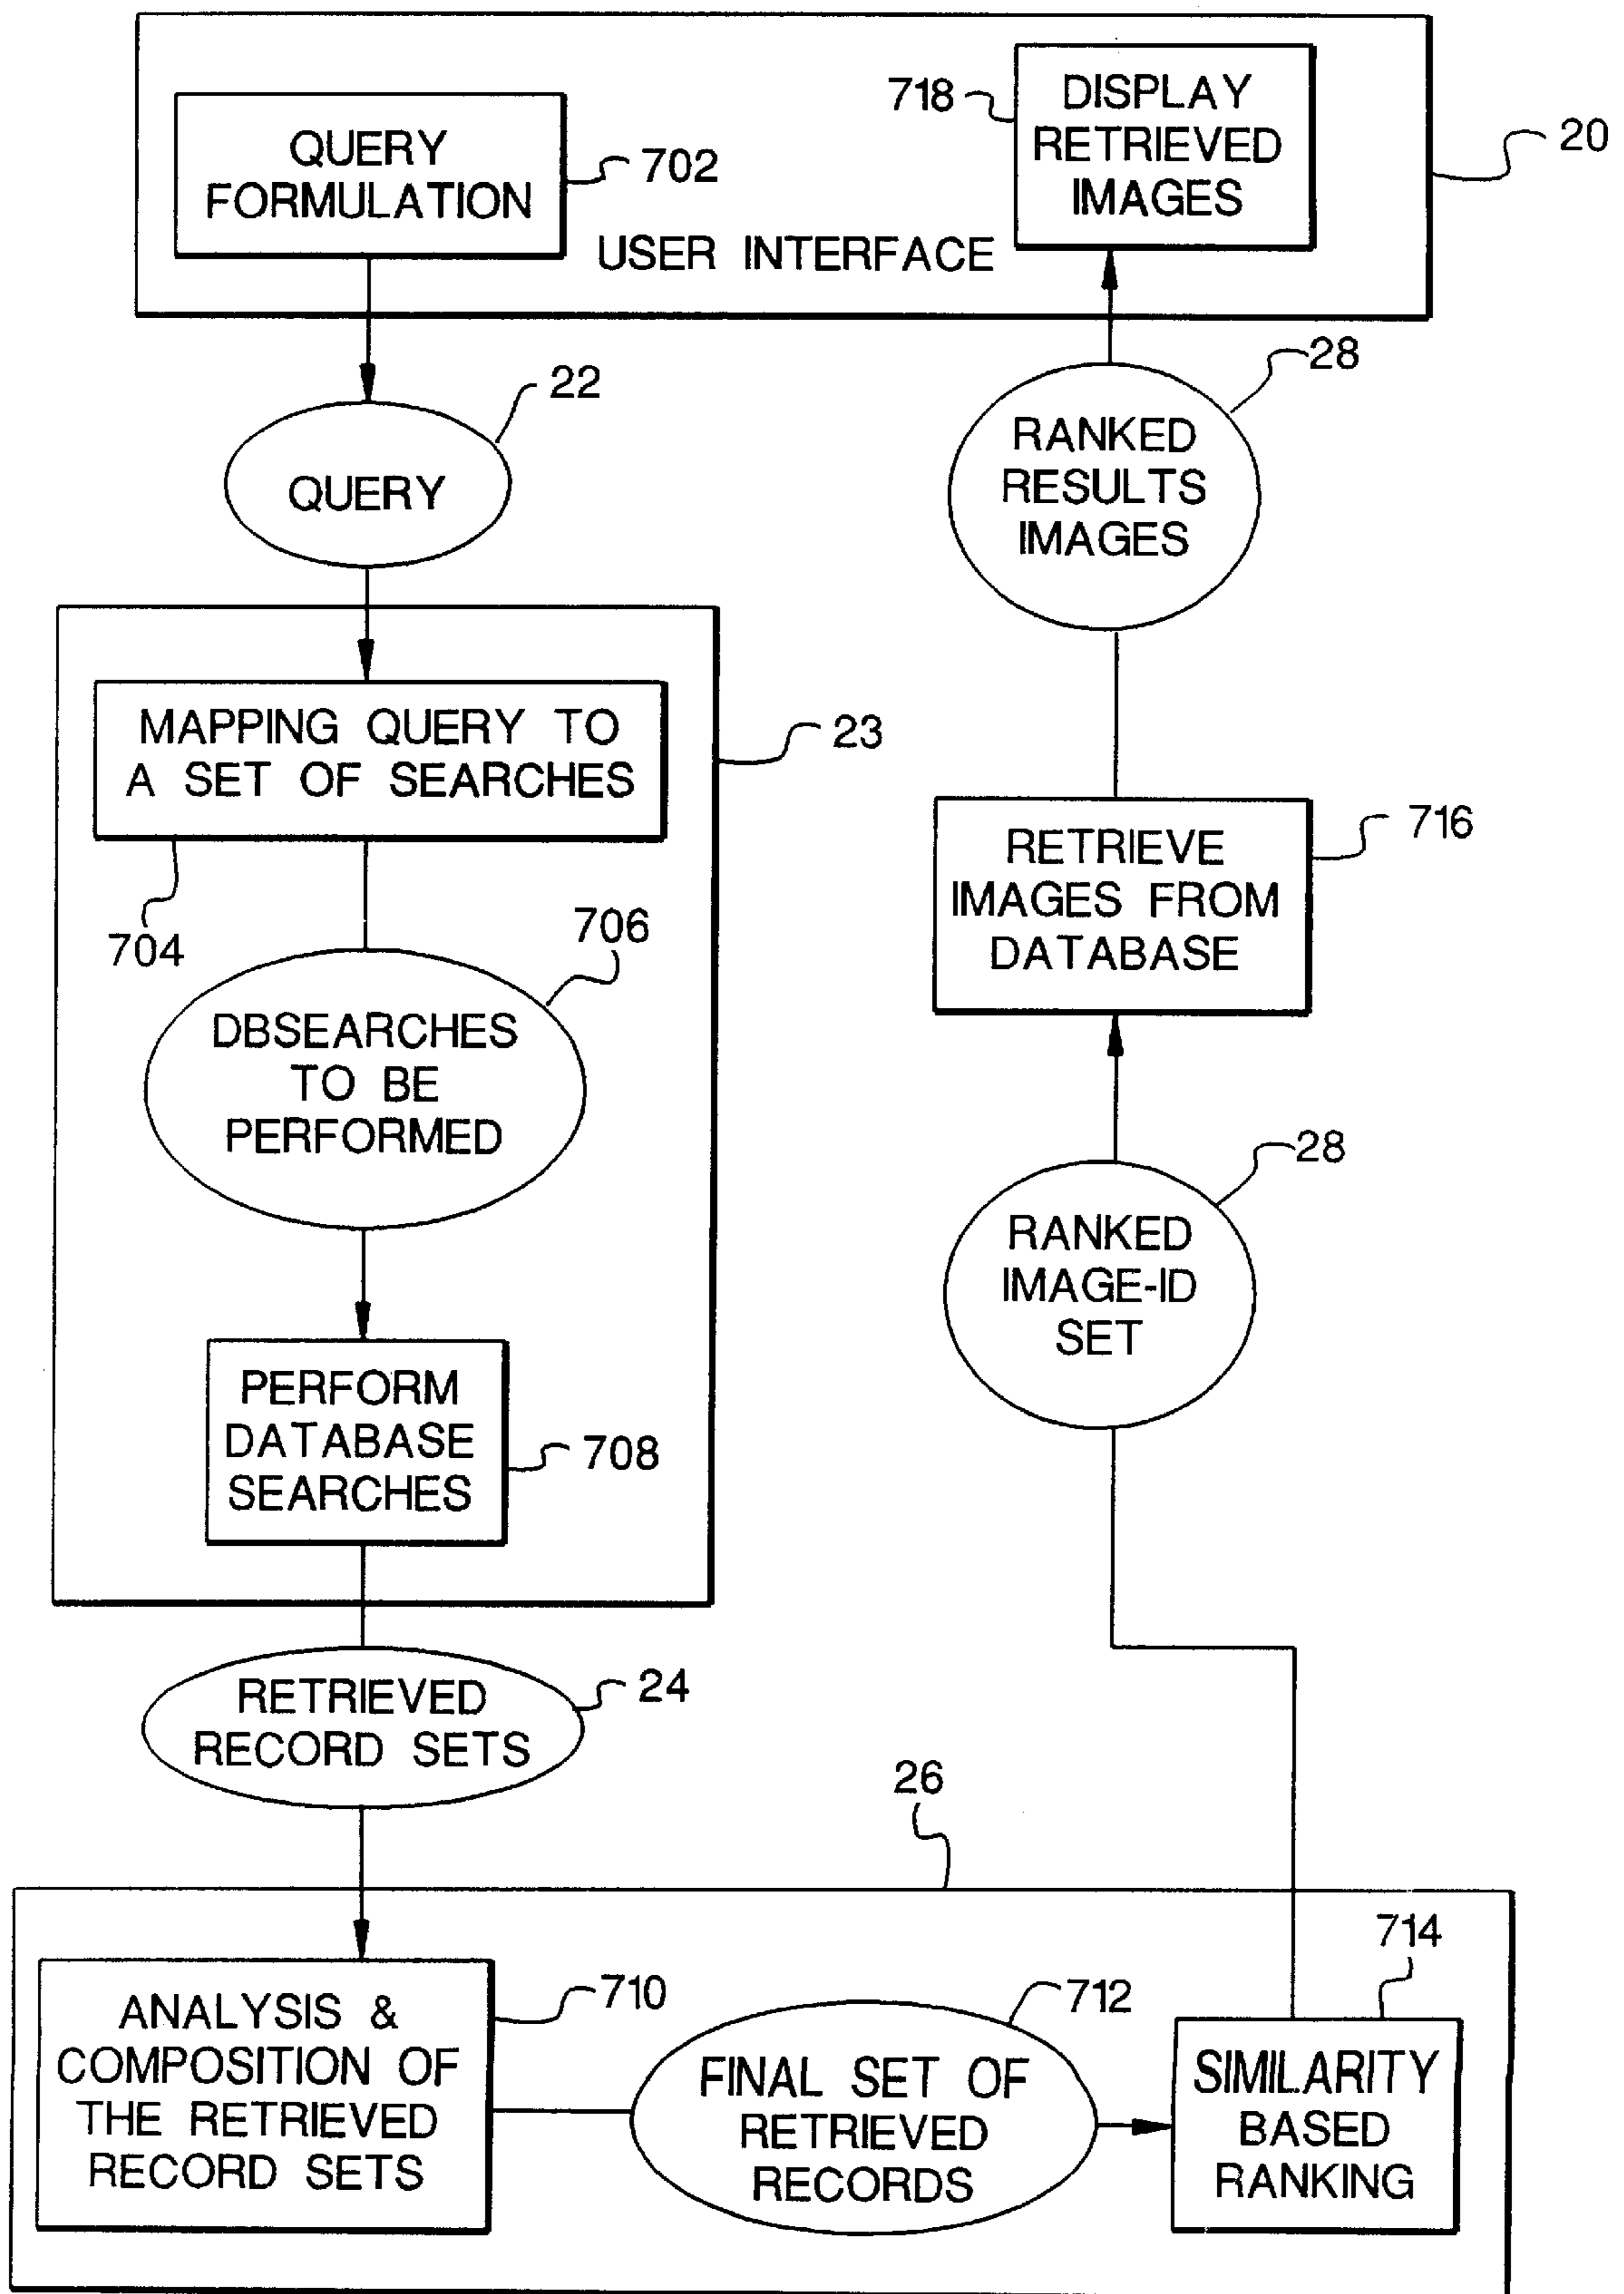 QUERY
FORMULATION
702
USER INTERFACE
718
DISPLAY
RETRIEVED
IMAGES
20
22
QUERY
28
RANKED
RESULTS
IMAGES
MAPPING QUERY TO
A SET OF SEARCHES
23
704
706
DBSEARCHES
TO BE
PERFORMED
716
RETRIEVE
IMAGES FROM
DATABASE
28
RANKED
IMAGE-ID
SET
PERFORM
DATABASE
SEARCHES
708
RETRIEVED
RECORD SETS
24
26
ANALYSIS &
COMPOSITION OF
THE RETRIEVED
RECORD SETS
710
712
FINAL SET OF
RETRIEVED
RECORDS
714
SIMILARITY
BASED
RANKING